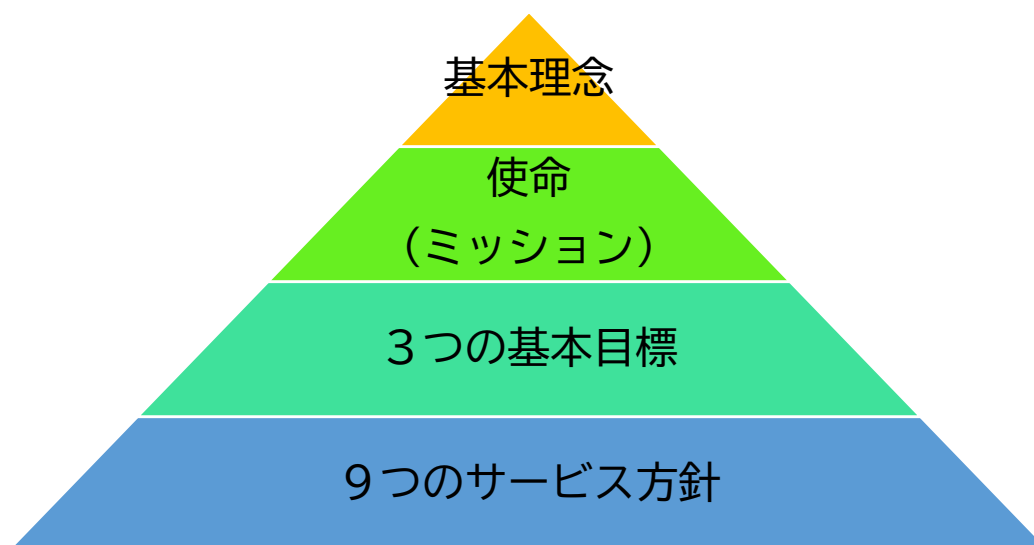 基本理念
使命
（ミッション）
３つの基本目標
９つのサービス方針